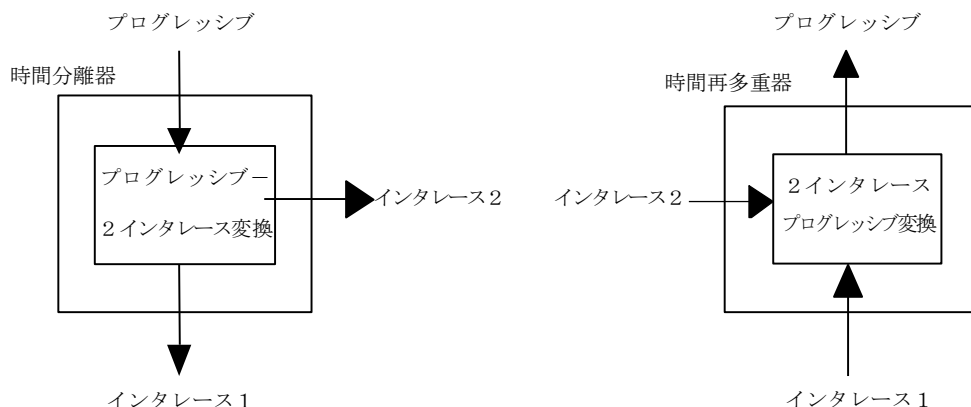 プログレッシブ
時間分離器
プログレッシブ－
２インタレース変換
インタレース２
インタレース１
プログレッシブ
時間再多重器
インタレース２
２インタレース
プログレッシブ変換
インタレース１